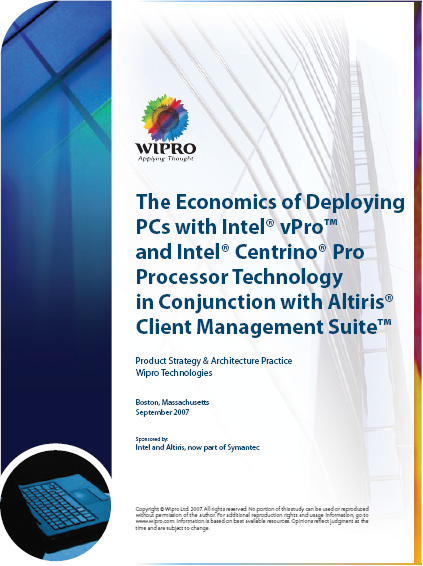 WIPRO
Applying Thought
The Economics of Deploying
PCs with Intel® vPro™
and Intel® Centrino® Pro
Processor Technology
in Conjunction with Altiris®
Client Management Suite™
Product Strategy & Architecture Practice
Wipro Technologies
Boston, Massachusetts
September 2007
Sponsored by:
Intel and Altiris, now part of Symantec
Copyright © Wipro Ltd. 2007. All rights reserved. No portion of this study can be used or reproduced
without permission of the author. For additional reproduction rights and usage information, go to
www.wipro.com. Information is based on best available resources. Opinions reflect judgment at the
time and are subject to change.